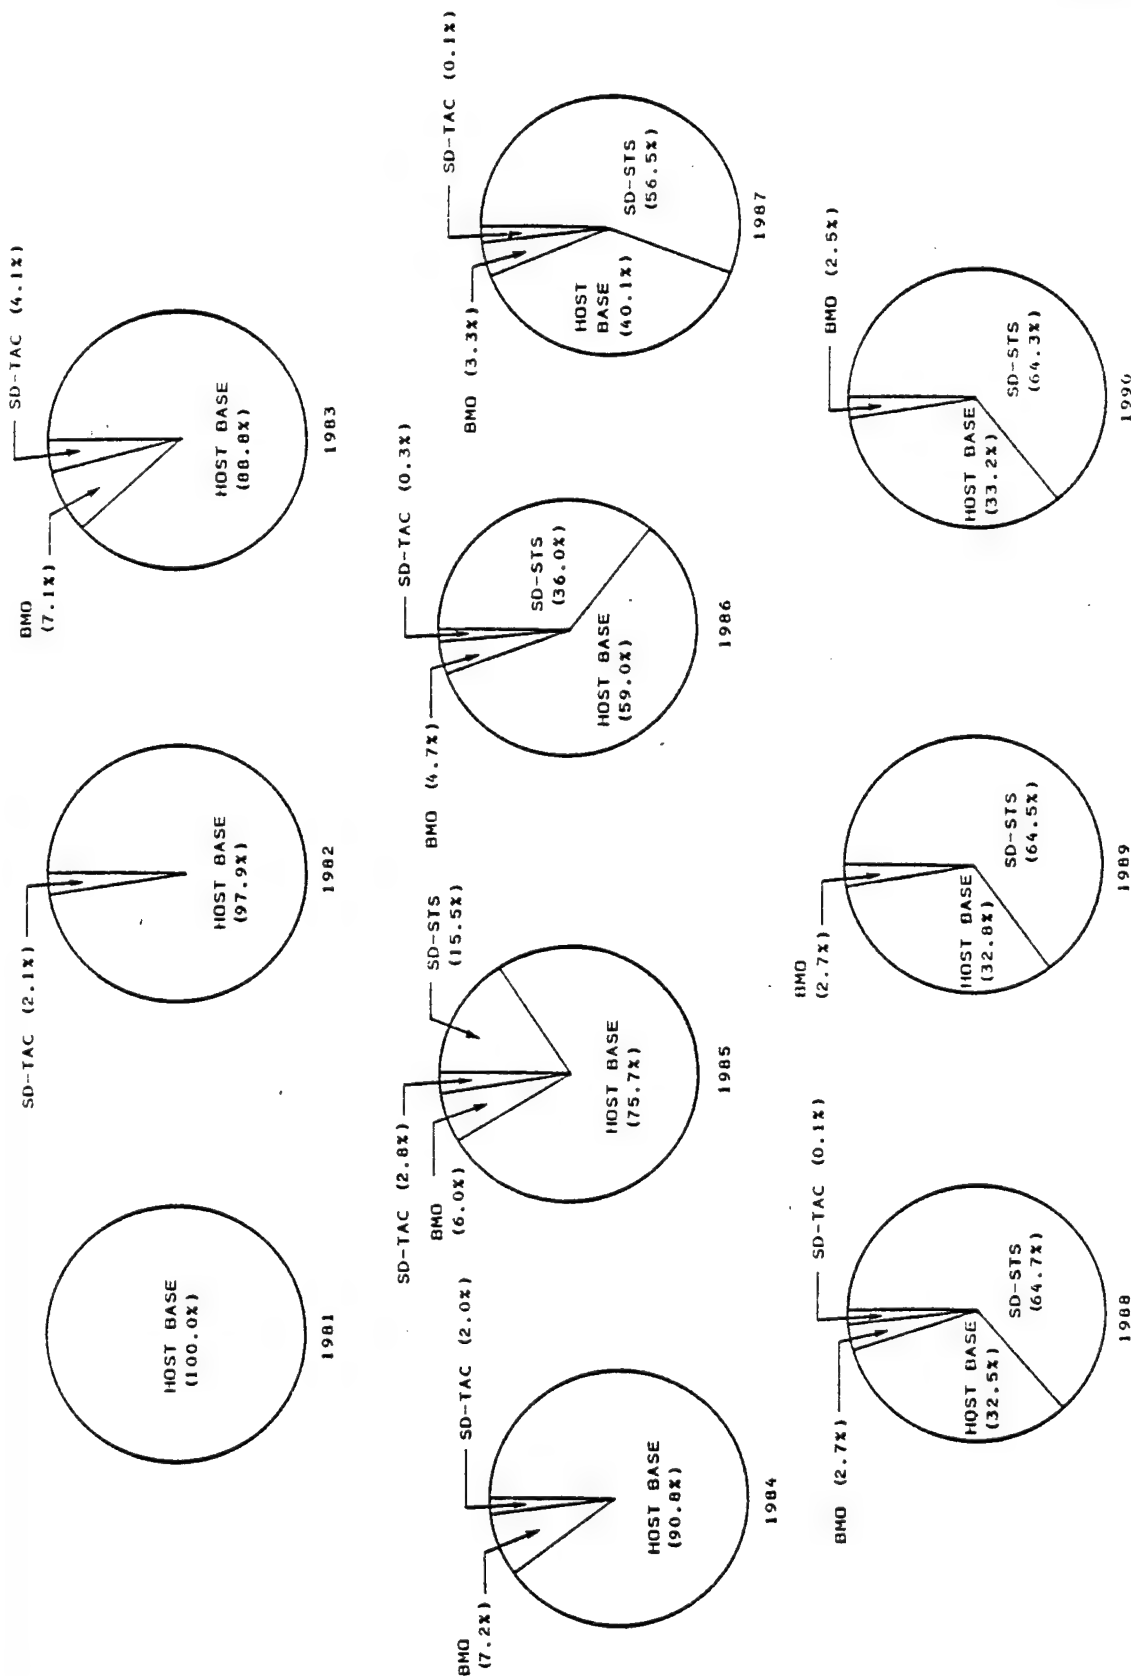 HOST BASE
(100.0%)
1981
SD-TAC (2.1%)
HOST BASE
(97.9%)
1982
SD-TAC (4.1%)
BMO
(7.1%)
HOST BASE
(88.8%)
1983
SD-TAC (2.0%)
BMO
(7.2%)
HOST BASE
(90.8%)
1984
SD-TAC (2.8%)
BMO
(6.0%)
SD-STS
(15.5%)
HOST BASE
(75.7%)
1985
SD-TAC (0.3%)
BMO (4.7%)
SD-STS
(36.0%)
HOST BASE
(59.0%)
1986
SD-TAC (0.1%)
BMO (3.3%)
SD-STS
(56.5%)
HOST
BASE
(40.1%)
1987
SD-TAC (0.1%)
BMO (2.7%)
HOST BASE
(32.5%)
SD-STS
(64.7%)
1988
BMO
(2.7%)
HOST BASE
(32.8%)
SD-STS
(64.5%)
1989
BMO (2.5%)
HOST BASE
(33.2%)
SD-STS
(64.3%)
1990